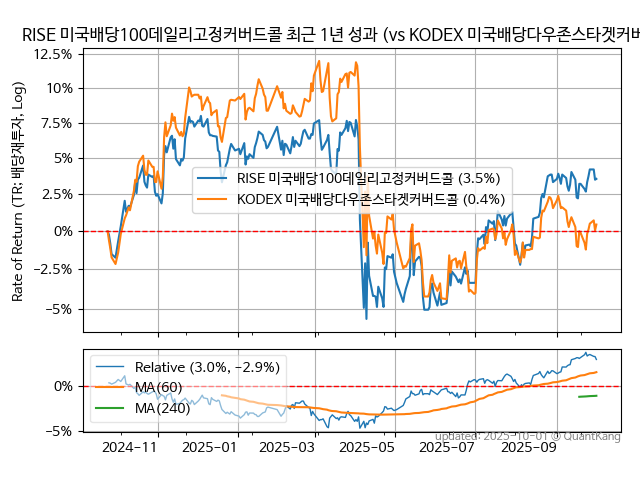 RISE 미국배당100데일리고정커버드콜 최근 1년 성과 (vs KODEX 미국배당다우존스타겟커버
Rate of Return (TR: 배당재투자, Log)
12.5%
10%
7.5%
5%
2.5%
0%
−2.5%
−5%
RISE 미국배당100데일리고정커버드콜 (3.5%)
KODEX 미국배당다우존스타겟커버드콜 (0.4%)
0%
−5%
Relative (3.0%, −2.9%)
MA(60)
MA(240)
updated: 2025-10-01 © QuantKang
2024−11
2025−01
2025−03
2025−05
2025−07
2025−09